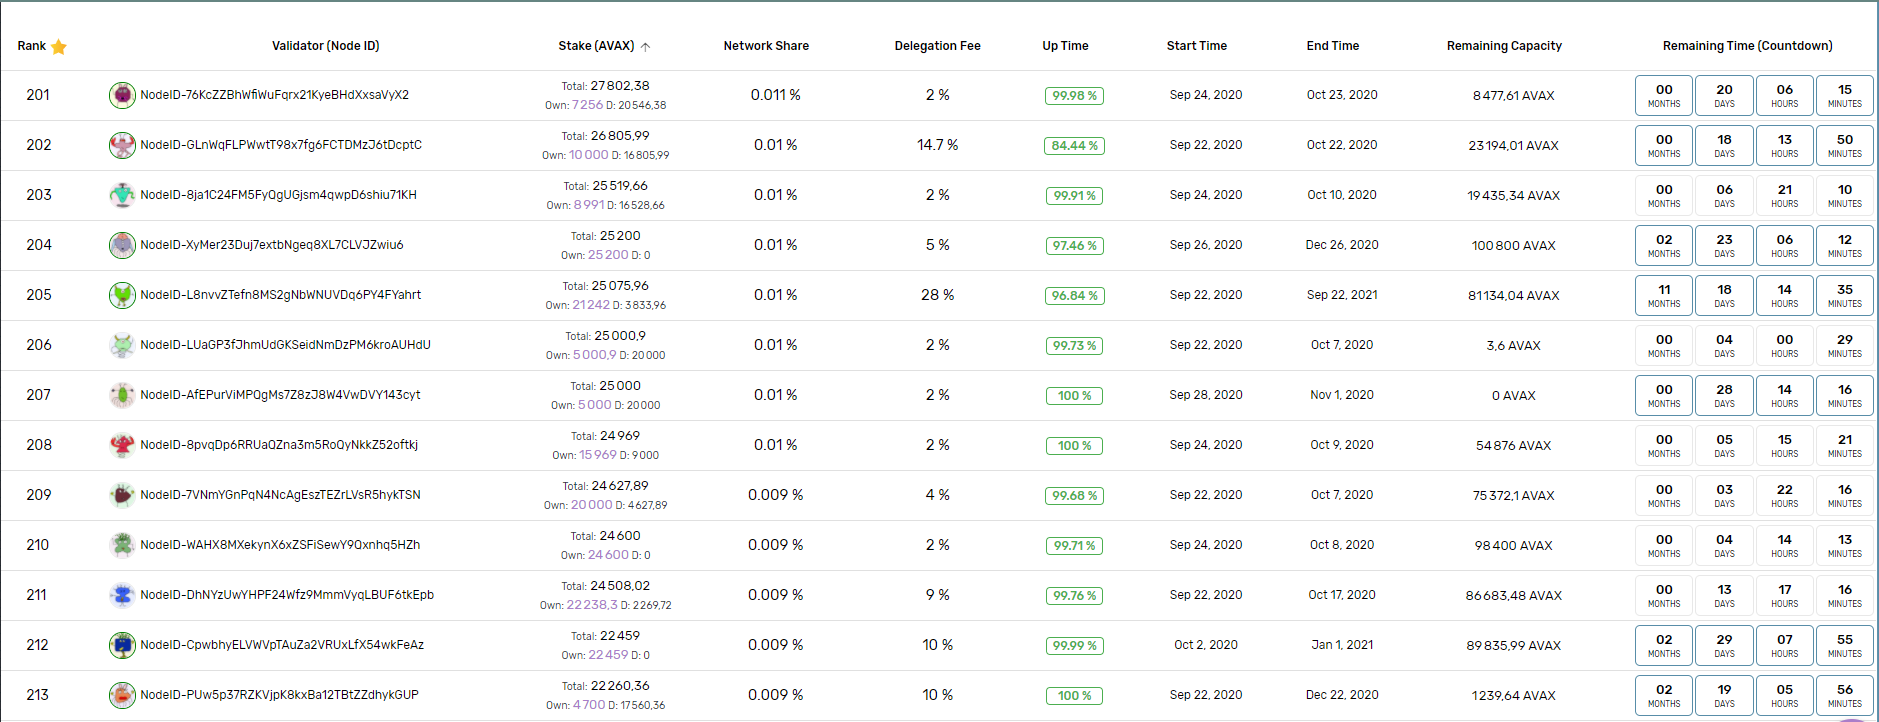 Rank Validator (Node ID) Stake (AVAX) Network Share Delegation Fee Up Time Start Time End Time Remaining Capacity Remaining Time (Countdown)
201 NodeID-76KcZZBhWfiWuFqrx21KyeBHdXxsaVyX2 Total: 27 802,38 0.011 % 2 % 99.98 % Sep 24, 2020 Oct 23, 2020 8 477,61 AVAX 00 20 06 15
Own: 7 256 D: 20 546,38 MONTHS DAYS HOURS MINUTES
202 NodeID-GLnWqFLPWwtT98x7fg6FCTDMzJ6tDcptC Total: 26 805,99 0.01 % 14.7 % 84.44 % Sep 22, 2020 Oct 22, 2020 23 194,01 AVAX 00 18 13 50
Own: 10 000 D: 16 805,99 MONTHS DAYS HOURS MINUTES
203 NodeID-8ja1C24FM5FyQgUGjsm4qwpD6shiu71KH Total: 25 519,66 0.01 % 2 % 99.91 % Sep 24, 2020 Oct 10, 2020 19 435,34 AVAX 00 06 21 10
Own: 8 991 D: 16 528,66 MONTHS DAYS HOURS MINUTES
204 NodeID-XyMer23Duj7extbNgeq8XL7CLVJZwiu6 Total: 25 200 0.01 % 5 % 97.46 % Sep 26, 2020 Dec 26, 2020 100 800 AVAX 02 23 06 12
Own: 25 200 D: 0 MONTHS DAYS HOURS MINUTES
205 NodeID-L8nvvZTefn8MS2gNbWNUVDq6PY4FYahrt Total: 25 075,96 0.01 % 28 % 96.84 % Sep 22, 2020 Sep 22, 2021 81 134,04 AVAX 11 18 14 35
Own: 21 242 D: 3 833,96 MONTHS DAYS HOURS MINUTES
206 NodeID-LUaGP3fJhmUdGKSeidNmDzPM6kroAUHdU Total: 25 000,9 0.01 % 2 % 99.73 % Sep 22, 2020 Oct 7, 2020 3,6 AVAX 00 04 00 29
Own: 5 000,9 D: 20 000 MONTHS DAYS HOURS MINUTES
207 NodeID-AfEPurViMPQgMs7Z8zJ8W4VwDVY143cyt Total: 25 000 0.01 % 2 % 100 % Sep 28, 2020 Nov 1, 2020 0 AVAX 00 28 14 16
Own: 5 000 D: 20 000 MONTHS DAYS HOURS MINUTES
208 NodeID-8pvqDp6RRUaQZna3m5RoQyNkkZ52oftkj Total: 24 969 0.01 % 2 % 100 % Sep 24, 2020 Oct 9, 2020 54 876 AVAX 00 05 15 21
Own: 15 969 D: 9 000 MONTHS DAYS HOURS MINUTES
209 NodeID-7VNmYGnPqN4NcAgEszTEZrLVsR5hykTSN Total: 24 627,89 0.009 % 4 % 99.68 % Sep 22, 2020 Oct 7, 2020 75 372,1 AVAX 00 03 22 16
Own: 20 000 D: 4 627,89 MONTHS DAYS HOURS MINUTES
210 NodeID-WAHX8MXekynX6xZSFiSewY9Qxnhq5HZh Total: 24 600 0.009 % 2 % 99.71 % Sep 24, 2020 Oct 8, 2020 98 400 AVAX 00 04 14 13
Own: 24 600 D: 0 MONTHS DAYS HOURS MINUTES
211 NodeID-DhNYzUwYHPF24Wfz9MmmVyqLBUF6tkEpb Total: 24 508,02 0.009 % 9 % 99.76 % Sep 22, 2020 Oct 17, 2020 86 683,48 AVAX 00 13 17 16
Own: 22 238,3 D: 2 269,72 MONTHS DAYS HOURS MINUTES
212 NodeID-CpwbhyELVWVpTAuZa2VRUxLfX54wkFeAz Total: 22 459 0.009 % 10 % 99.99 % Oct 2, 2020 Jan 1, 2021 89 835,99 AVAX 02 29 07 55
Own: 22 459 D: 0 MONTHS DAYS HOURS MINUTES
213 NodeID-PUw5p37RZKVjpK8kxBa12TBtZZdhykGUP Total: 22 260,36 0.009 % 10 % 100 % Sep 22, 2020 Dec 22, 2020 1 239,64 AVAX 02 19 05 56
Own: 4 700 D: 17 560,36 MONTHS DAYS HOURS MINUTES